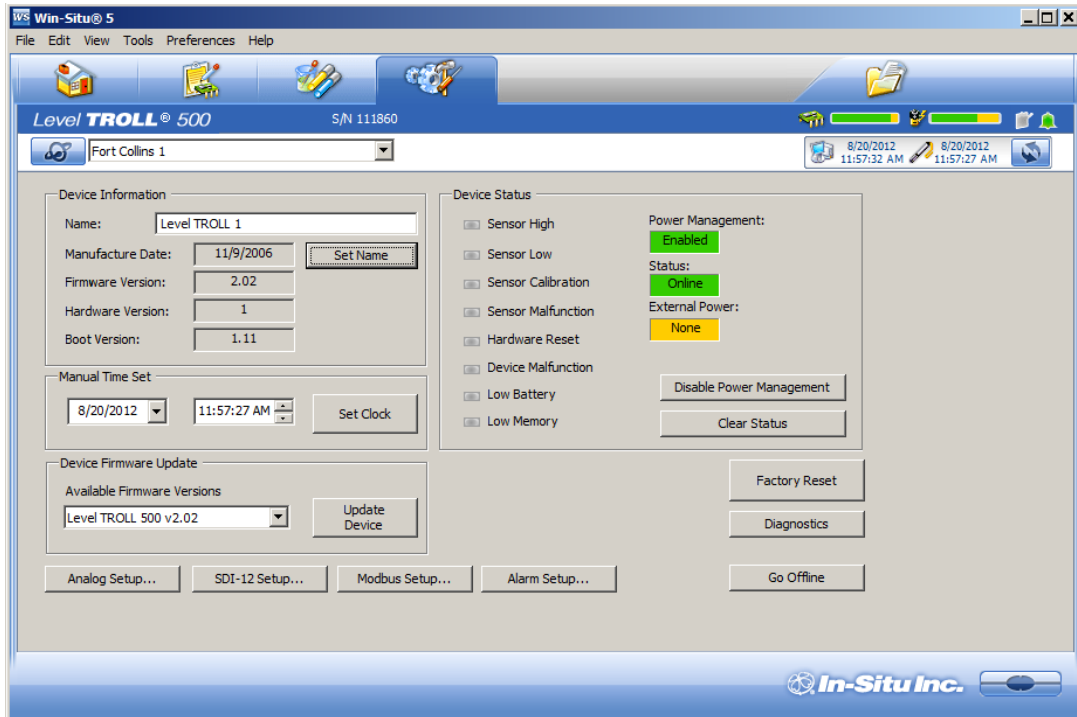 WS Win-Situ® 5
File Edit View Tools Preferences Help
Level TROLL® 500 S/N 111860
Fort Collins 1
8/20/2012 11:57:32 AM
8/20/2012 11:57:27 AM
Device Information
Name: Level TROLL 1
Manufacture Date: 11/9/2006 Set Name
Firmware Version: 2.02
Hardware Version: 1
Boot Version: 1.11
Manual Time Set
8/20/2012 11:57:27 AM Set Clock
Device Firmware Update
Available Firmware Versions
Level TROLL 500 v2.02
Update Device
Device Status
Sensor High
Sensor Low
Sensor Calibration
Sensor Malfunction
Hardware Reset
Device Malfunction
Low Battery
Low Memory
Power Management:
Enabled
Status:
Online
External Power:
None
Disable Power Management
Clear Status
Factory Reset
Diagnostics
Analog Setup... SDI-12 Setup... Modbus Setup... Alarm Setup... Go Offline
In-Situ Inc.